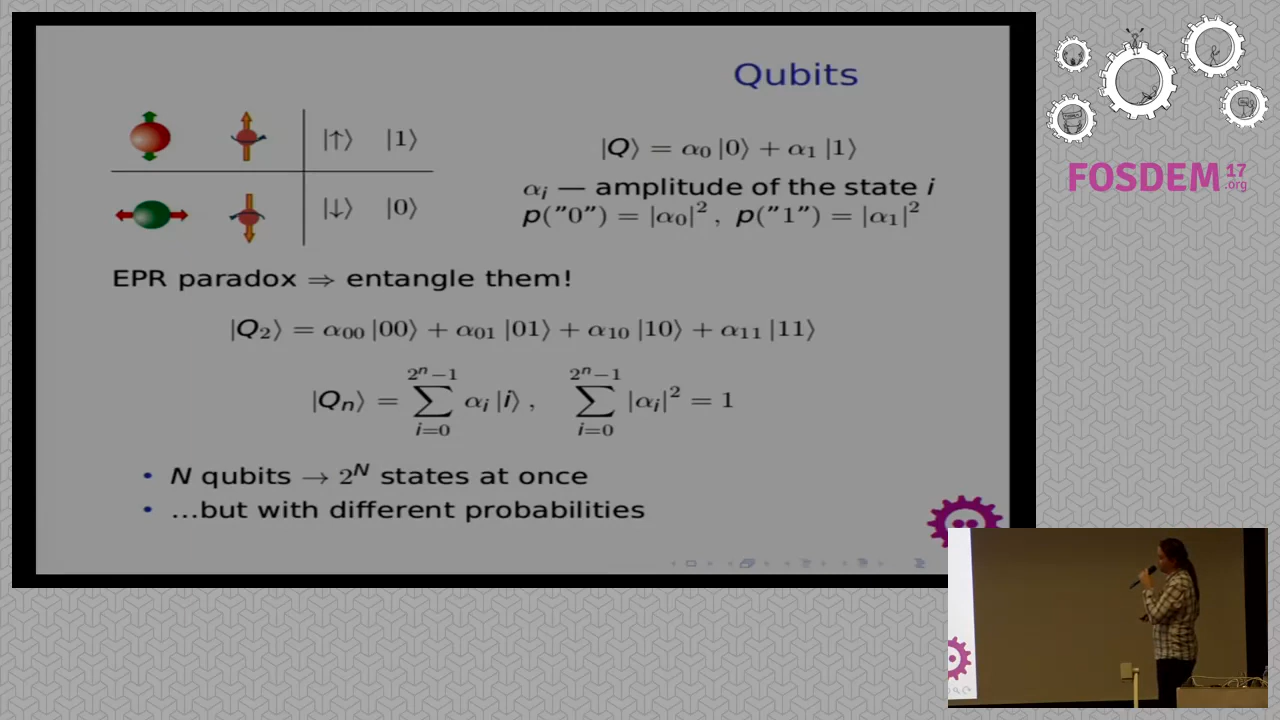 Qubits
|↑⟩ |1⟩
|↓⟩ |0⟩
|Q⟩ = α₀ |0⟩ + α₁ |1⟩
αᵢ — amplitude of the state i
p(”0”) = |α₀|², p(”1”) = |α₁|²
EPR paradox ⇒ entangle them!
|Q₂⟩ = α₀₀ |00⟩ + α₀₁ |01⟩ + α₁₀ |10⟩ + α₁₁ |11⟩
|Qₙ⟩ = ∑_{i=0}^{2ⁿ−1} αᵢ |i⟩ , ∑_{i=0}^{2ⁿ−1} |αᵢ|² = 1
• N qubits → 2ᴺ states at once
• ...but with different probabilities
FOSDEM 17
.org